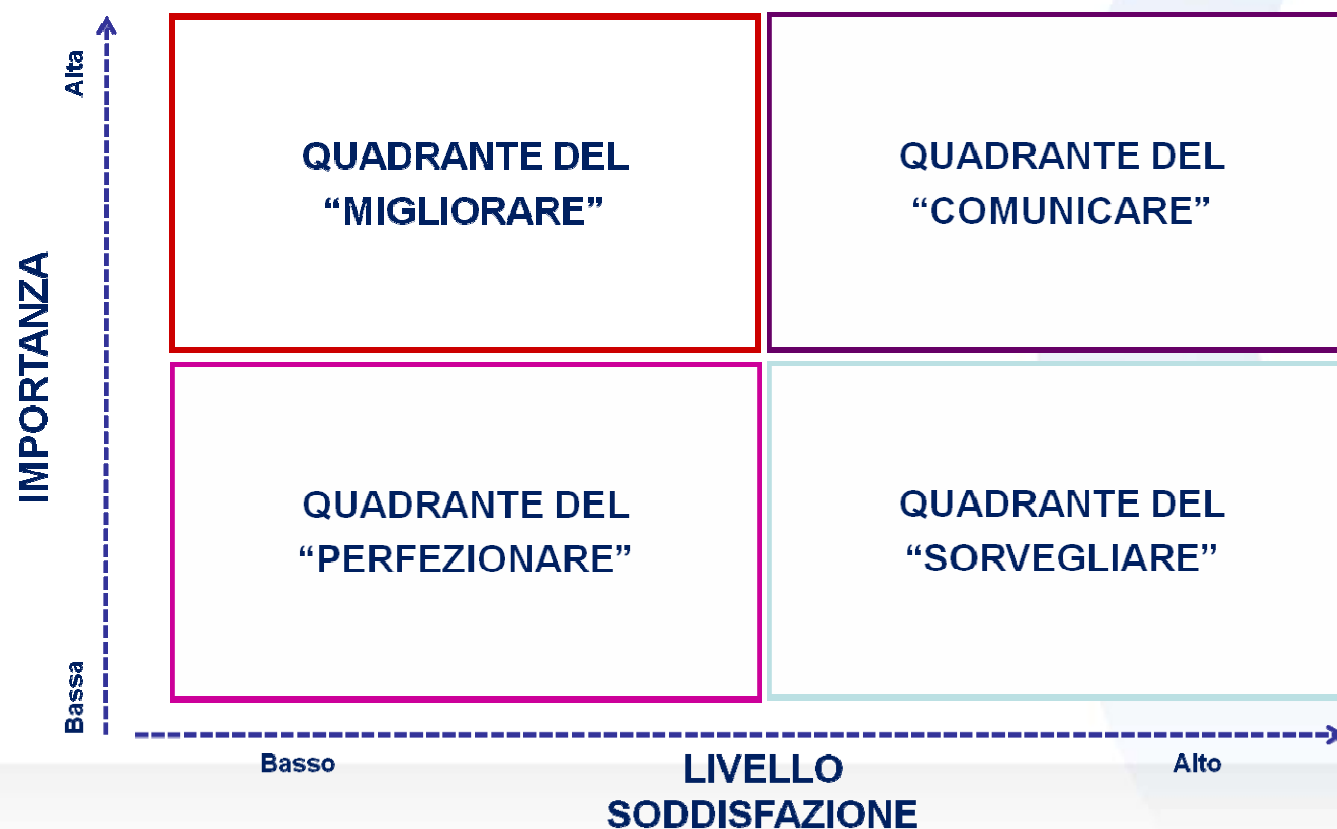 Alta
IMPORTANZA
Bassa
QUADRANTE DEL
“MIGLIORARE”
QUADRANTE DEL
“COMUNICARE”
QUADRANTE DEL
“PERFEZIONARE”
QUADRANTE DEL
“SORVEGLIARE”
Basso
LIVELLO
SODDISFAZIONE
Alto